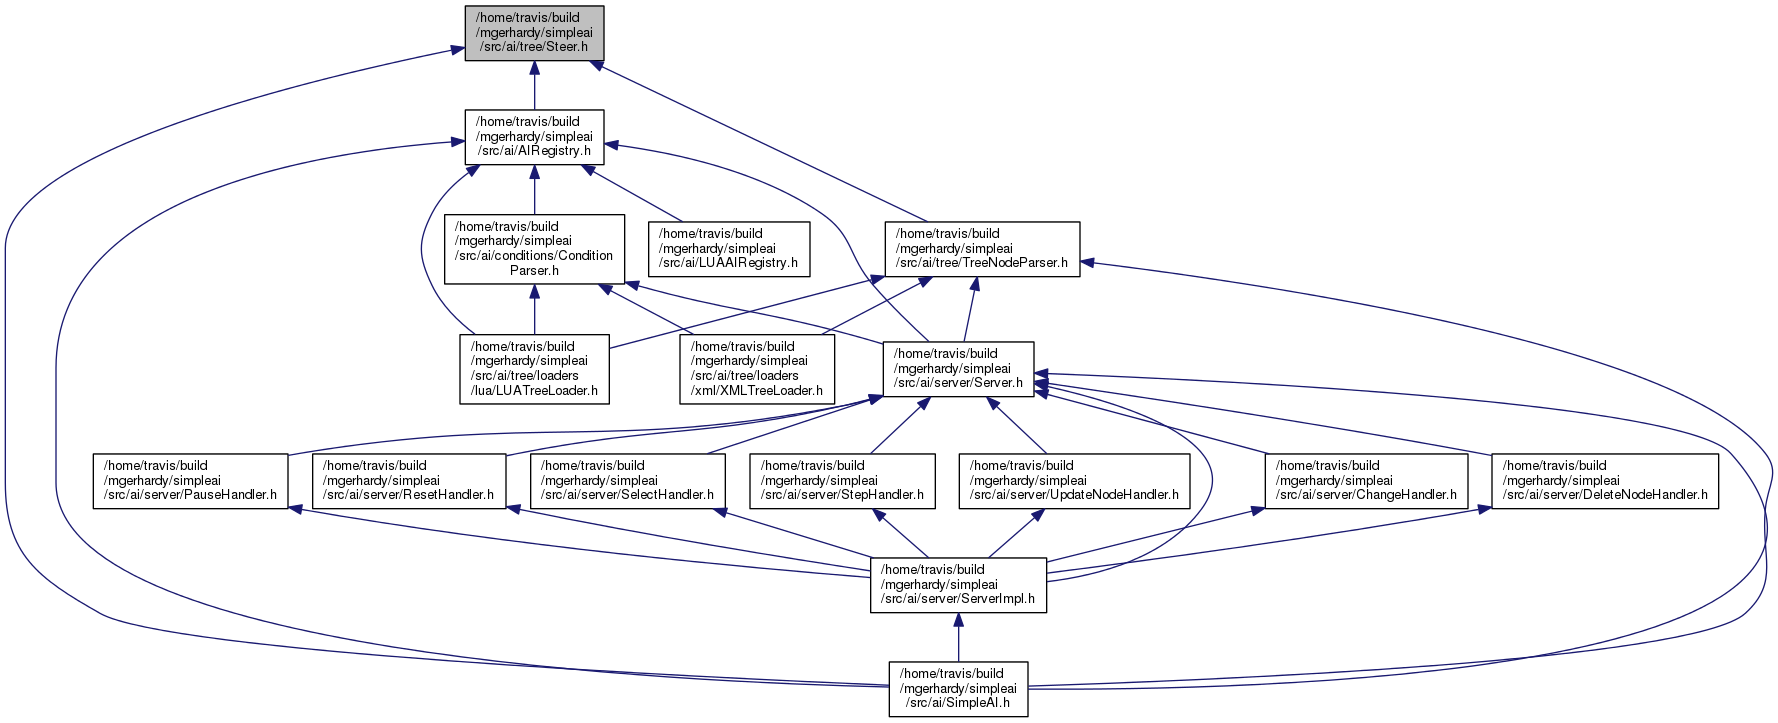 /home/travis/build
/mgerhardy/simpleai
/src/ai/tree/Steer.h
/home/travis/build
/mgerhardy/simpleai
/src/ai/AIRegistry.h
/home/travis/build
/mgerhardy/simpleai
/src/ai/conditions/Condition
Parser.h
/home/travis/build
/mgerhardy/simpleai
/src/ai/LUAAIRegistry.h
/home/travis/build
/mgerhardy/simpleai
/src/ai/tree/TreeNodeParser.h
/home/travis/build
/mgerhardy/simpleai
/src/ai/tree/loaders
/lua/LUATreeLoader.h
/home/travis/build
/mgerhardy/simpleai
/src/ai/tree/loaders
/xml/XMLTreeLoader.h
/home/travis/build
/mgerhardy/simpleai
/src/ai/server/Server.h
/home/travis/build
/mgerhardy/simpleai
/src/ai/server/PauseHandler.h
/home/travis/build
/mgerhardy/simpleai
/src/ai/server/ResetHandler.h
/home/travis/build
/mgerhardy/simpleai
/src/ai/server/SelectHandler.h
/home/travis/build
/mgerhardy/simpleai
/src/ai/server/StepHandler.h
/home/travis/build
/mgerhardy/simpleai
/src/ai/server/UpdateNodeHandler.h
/home/travis/build
/mgerhardy/simpleai
/src/ai/server/ChangeHandler.h
/home/travis/build
/mgerhardy/simpleai
/src/ai/server/DeleteNodeHandler.h
/home/travis/build
/mgerhardy/simpleai
/src/ai/server/ServerImpl.h
/home/travis/build
/mgerhardy/simpleai
/src/ai/SimpleAI.h